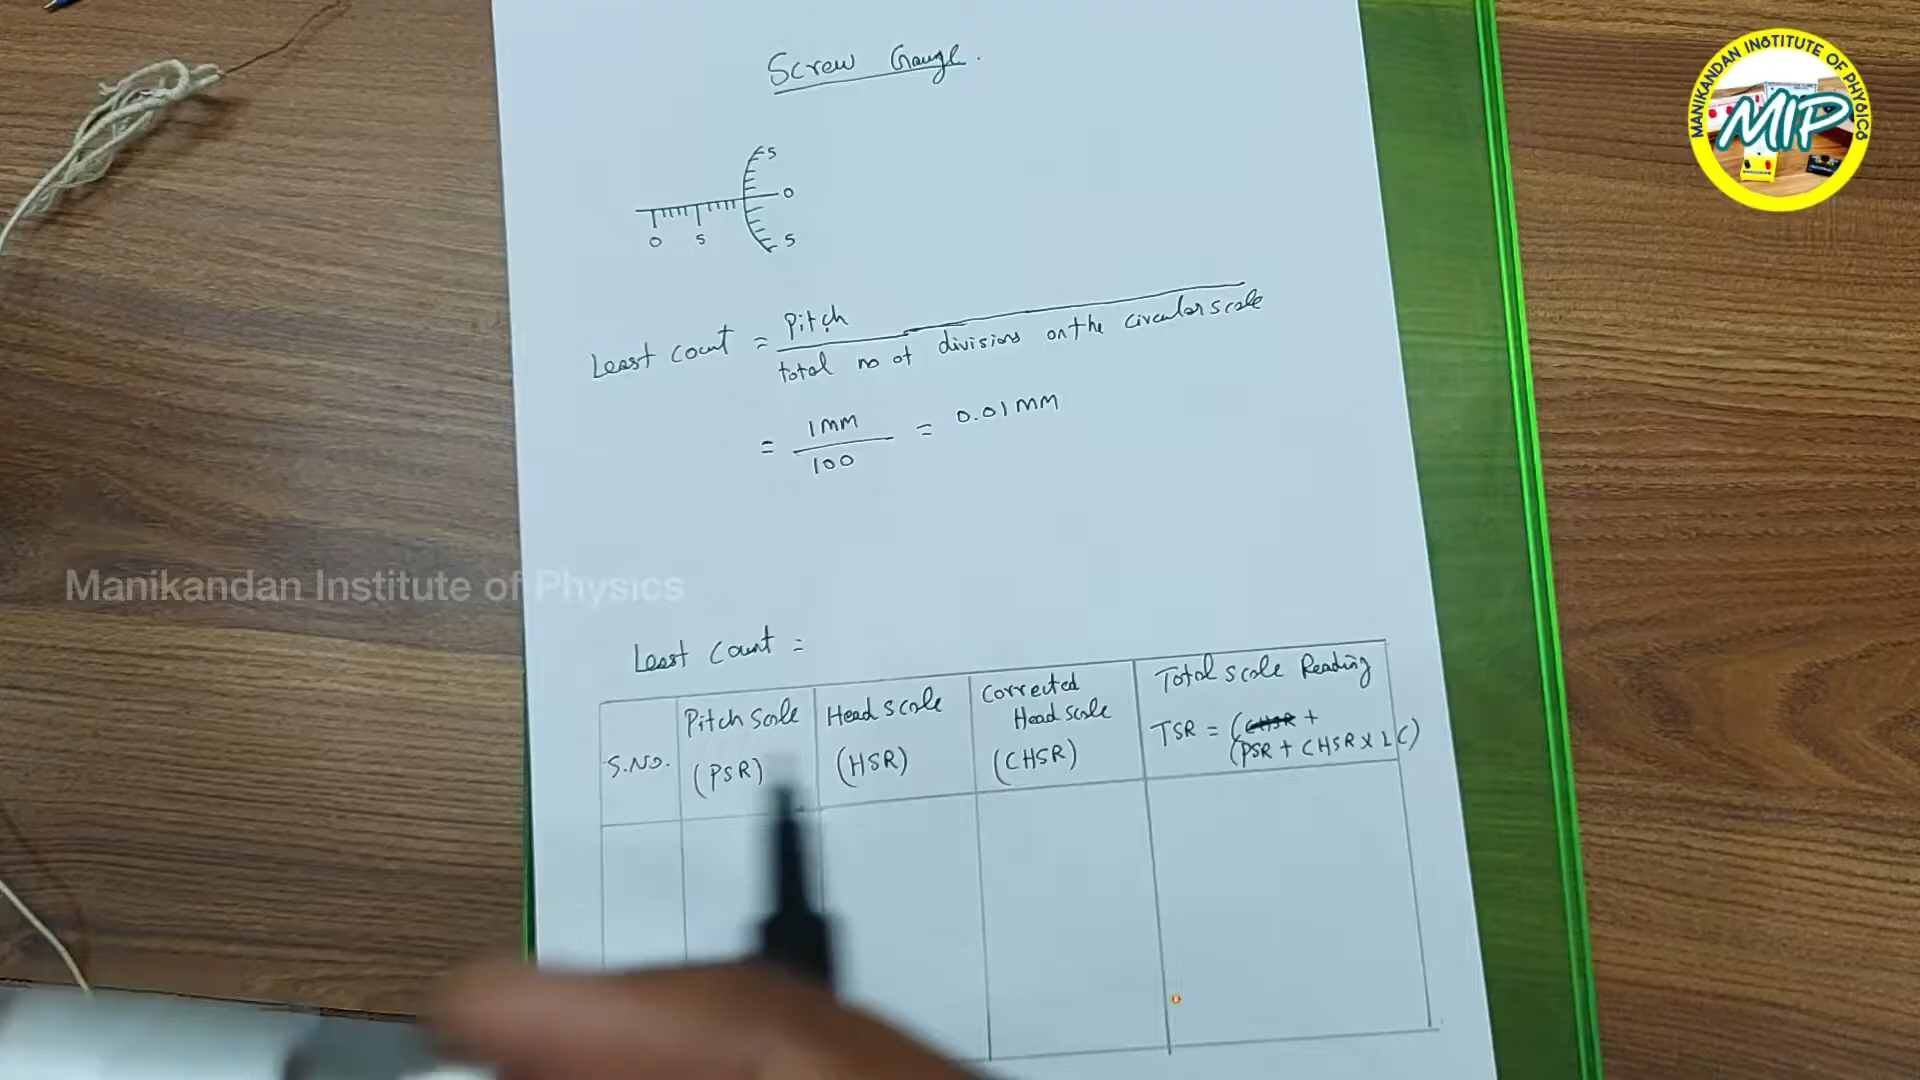 Screw Gauge.
5
0
0 5
5
Least count = Pitch
total no of divisions on the circular scale
= 1MM
100
= 0.01MM
Least count =
S.No.
Pitch scale
(PSR)
Head scale
(HSR)
Corrected
Head scale
(CHSR)
Total scale Reading
TSR = (CHSR +
(PSR + CHSR X LC)
Manikandan Institute of Physics
MANIKANDAN INSTITUTE OF PHYSICS
MIP